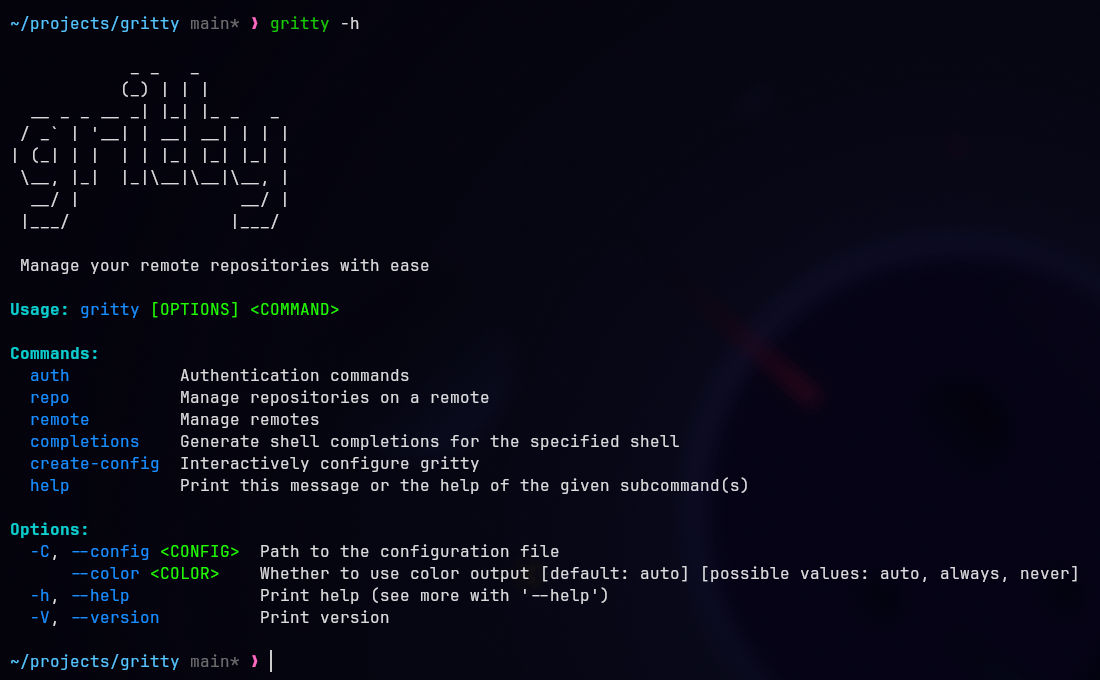 ~/projects/gritty main* ❯ gritty -h
            _ _   _
           (_) | | |
  __ _ _ __ _| |_| |_ _   _
 / _` | '__| | __| __| | | |
| (_| | |  | | |_| |_| |_| |
 \__, |_|  |_|\__|\__|\__, |
  __/ |                __/ |
 |___/                |___/
 Manage your remote repositories with ease
Usage: gritty [OPTIONS] <COMMAND>
Commands:
  auth           Authentication commands
  repo           Manage repositories on a remote
  remote         Manage remotes
  completions    Generate shell completions for the specified shell
  create-config  Interactively configure gritty
  help           Print this message or the help of the given subcommand(s)
Options:
  -C, --config <CONFIG>  Path to the configuration file
      --color <COLOR>    Whether to use color output [default: auto] [possible values: auto, always, never]
  -h, --help             Print help (see more with '--help')
  -V, --version          Print version
~/projects/gritty main* ❯